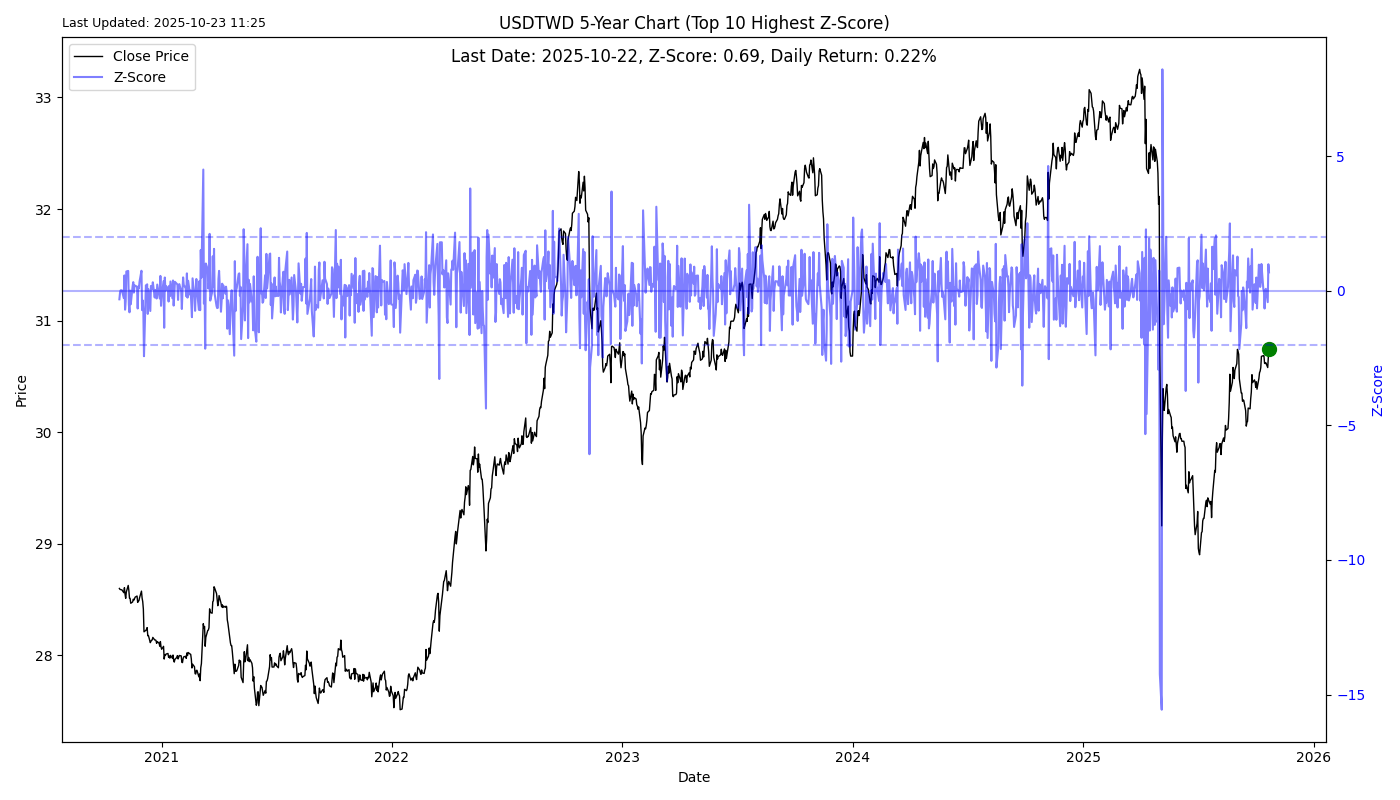 Last Updated: 2025-10-23 11:25
USDTWD 5-Year Chart (Top 10 Highest Z-Score)
Last Date: 2025-10-22, Z-Score: 0.69, Daily Return: 0.22%
Close Price
Z-Score
33
32
31
30
29
28
Price
5
0
−5
−10
−15
Z-Score
2021
2022
2023
2024
2025
2026
Date